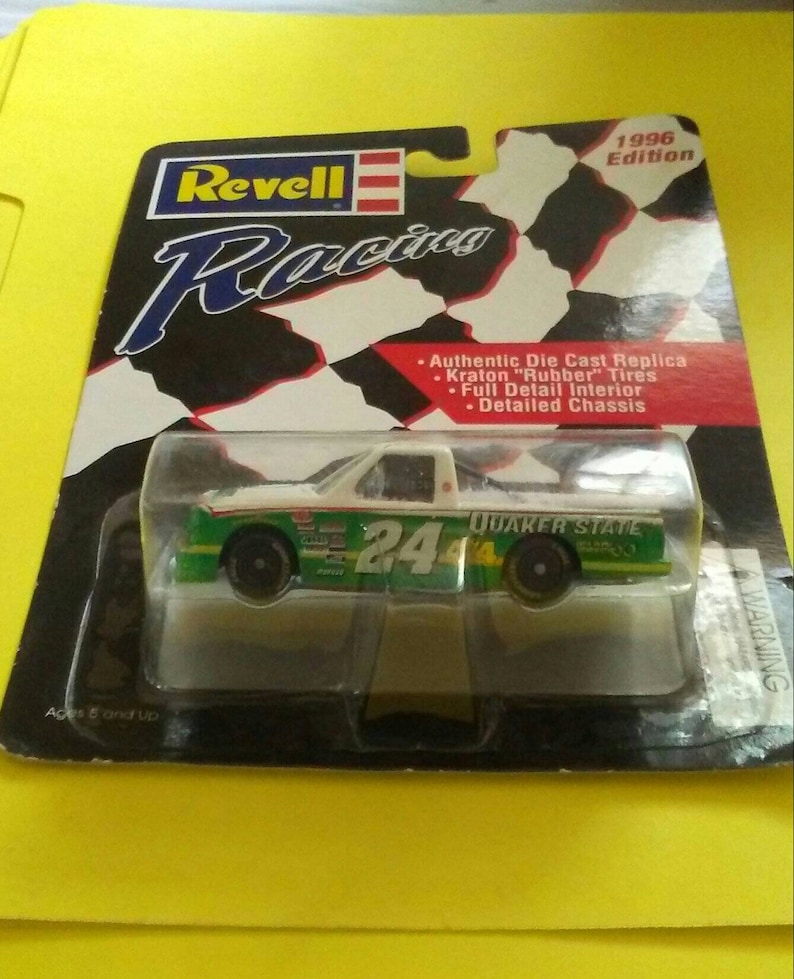 1996
Edition
Revell
Racing
• Authentic Die Cast Replica
• Kraton "Rubber" Tires
• Full Detail Interior
• Detailed Chassis
QUAKER STATE
24
4x4
WARNING
Ages 5 and Up